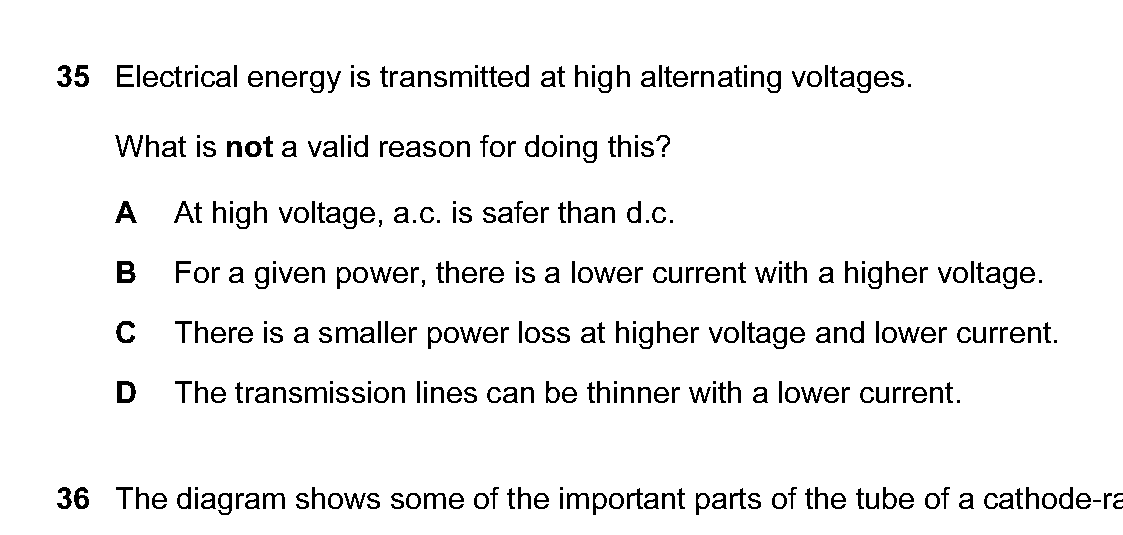 35 Electrical energy is transmitted at high alternating voltages.
What is not a valid reason for doing this?
A At high voltage, a.c. is safer than d.c.
B For a given power, there is a lower current with a higher voltage.
C There is a smaller power loss at higher voltage and lower current.
D The transmission lines can be thinner with a lower current.
36 The diagram shows some of the important parts of the tube of a